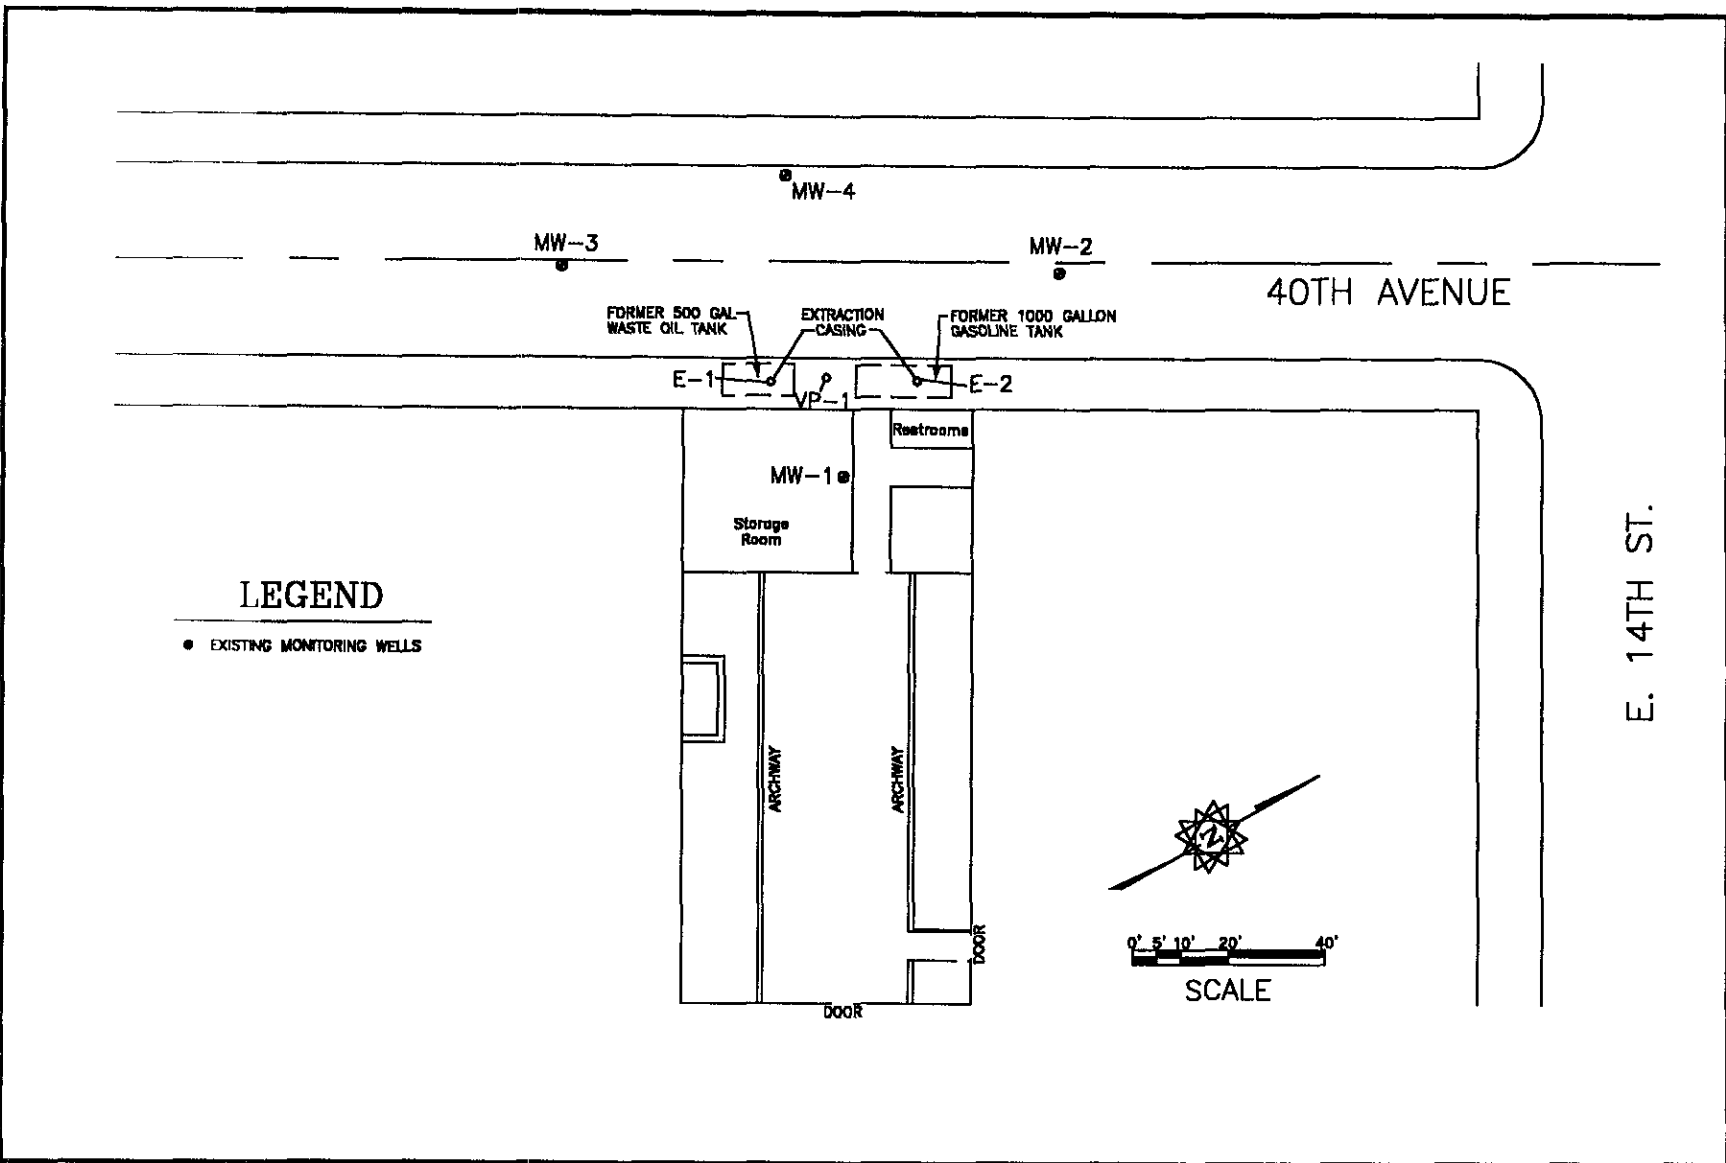 MW-4
MW-3
MW-2
40TH AVENUE
FORMER 500 GAL
WASTE OIL TANK
EXTRACTION
CASING
FORMER 1000 GALLON
GASOLINE TANK
E-1
VP-1
E-2
Restrooms
MW-1
Storage
Room
E. 14TH ST.
LEGEND
EXISTING MONITORING WELLS
ARCHWAY
ARCHWAY
N
DOOR
0' 5' 10' 20' 40'
SCALE
DOOR